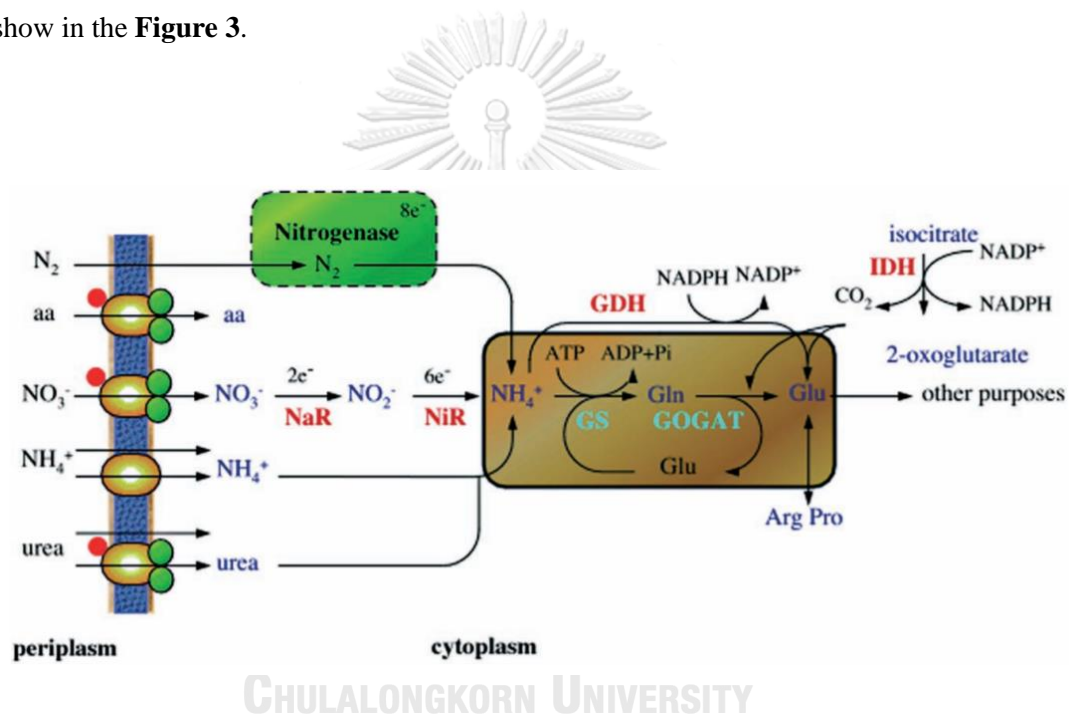 show in the Figure 3.
8e⁻
Nitrogenase
N₂ N₂
aa aa
NO₃⁻ NO₃⁻ 2e⁻ NaR NO₂⁻ 6e⁻ NiR
NH₄⁺ NH₄⁺
urea urea
NH₄⁺ ATP ADP+Pi Gln Glu
GS GOGAT
Glu
GDH NADPH NADP⁺
isocitrate
IDH NADP⁺
CO₂ NADPH
2-oxoglutarate
other purposes
Arg Pro
periplasm cytoplasm
CHULALONGKORN UNIVERSITY